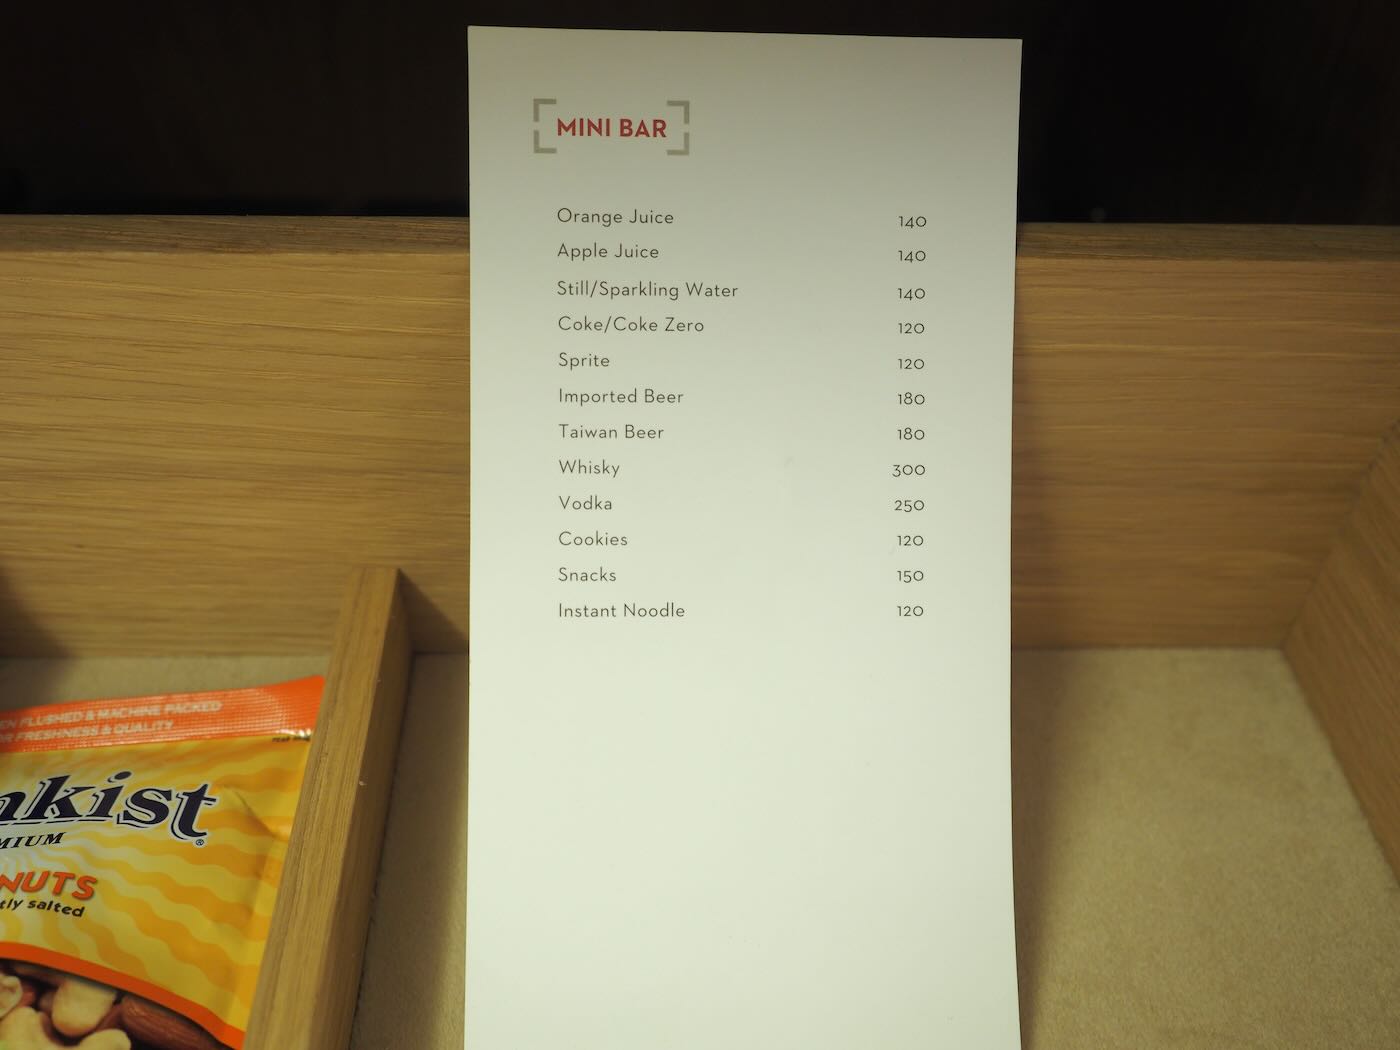 MINI BAR
Orange Juice 140
Apple Juice 140
Still/Sparkling Water 140
Coke/Coke Zero 120
Sprite 120
Imported Beer 180
Taiwan Beer 180
Whisky 300
Vodka 250
Cookies 120
Snacks 150
Instant Noodle 120
EN FLUSHED & MACHINE PACKED
OR FRESHNESS & QUALITY
nkist®
MIUM
NUTS
tly salted